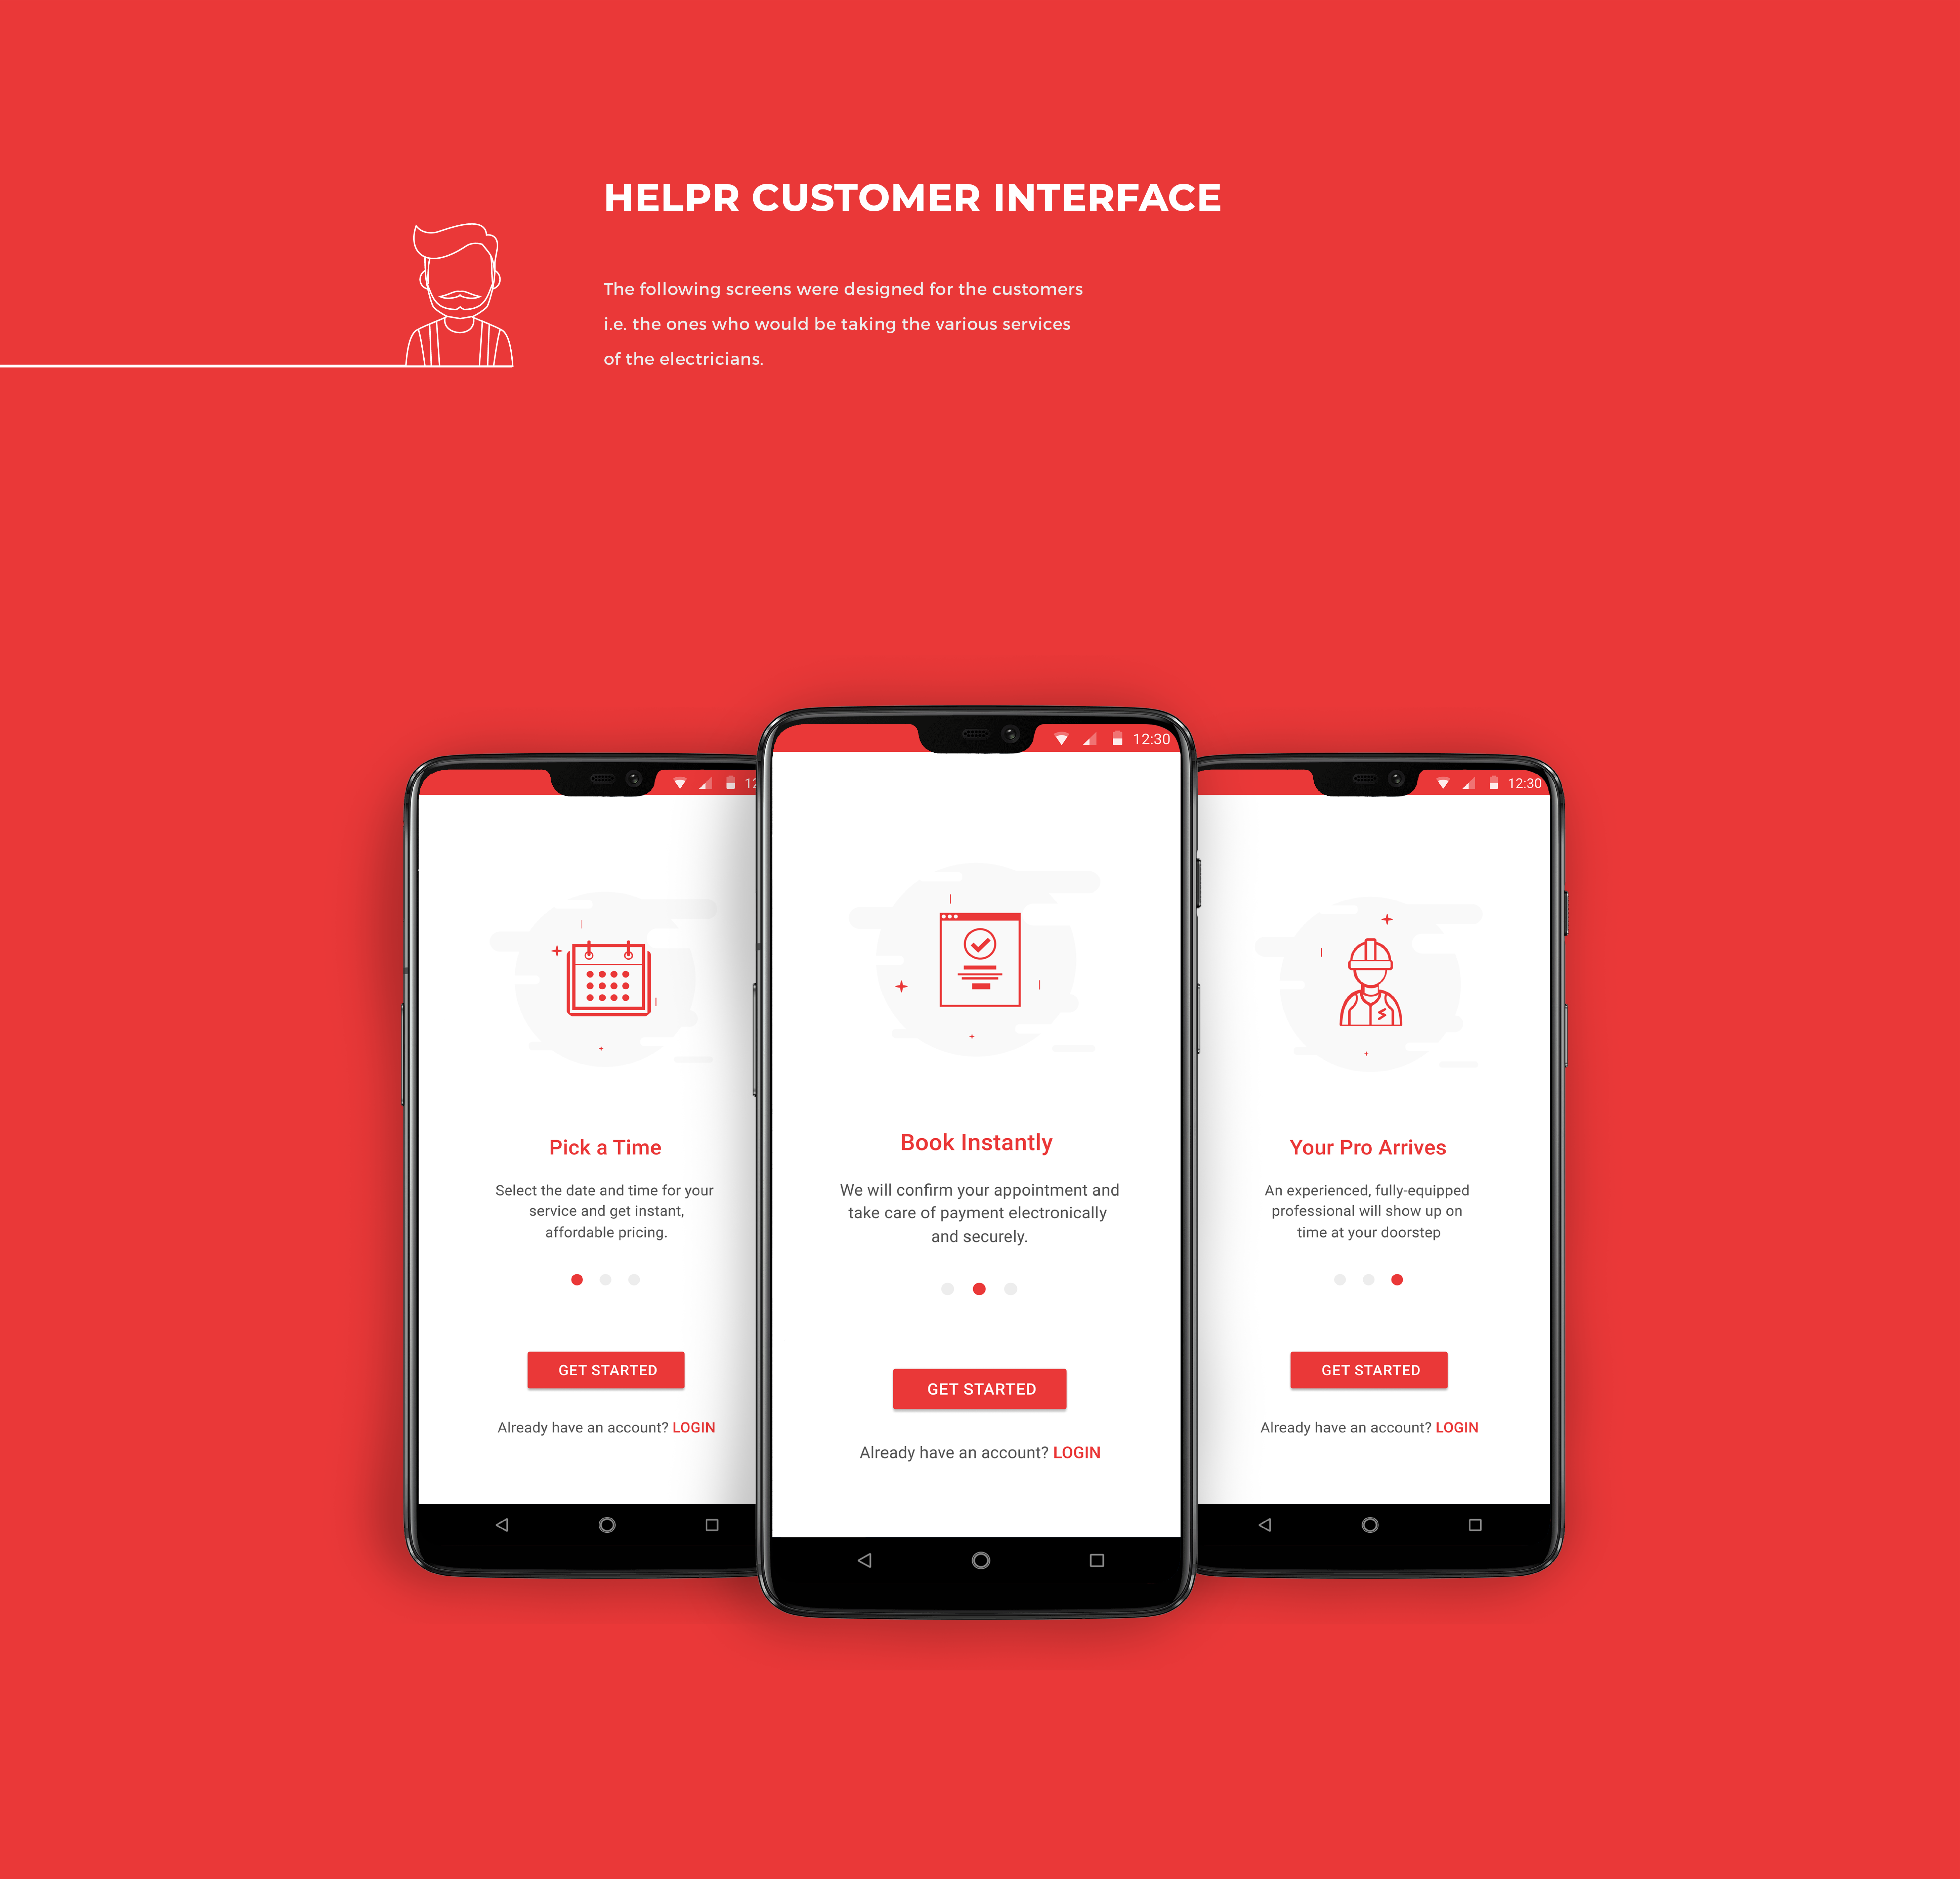 HELPR CUSTOMER INTERFACE
The following screens were designed for the customers
i.e. the ones who would be taking the various services
of the electricians.
12:30
Pick a Time
Select the date and time for your
service and get instant,
affordable pricing.
GET STARTED
Already have an account? LOGIN
Book Instantly
We will confirm your appointment and
take care of payment electronically
and securely.
GET STARTED
Already have an account? LOGIN
12:30
Your Pro Arrives
An experienced, fully-equipped
professional will show up on
time at your doorstep
GET STARTED
Already have an account? LOGIN